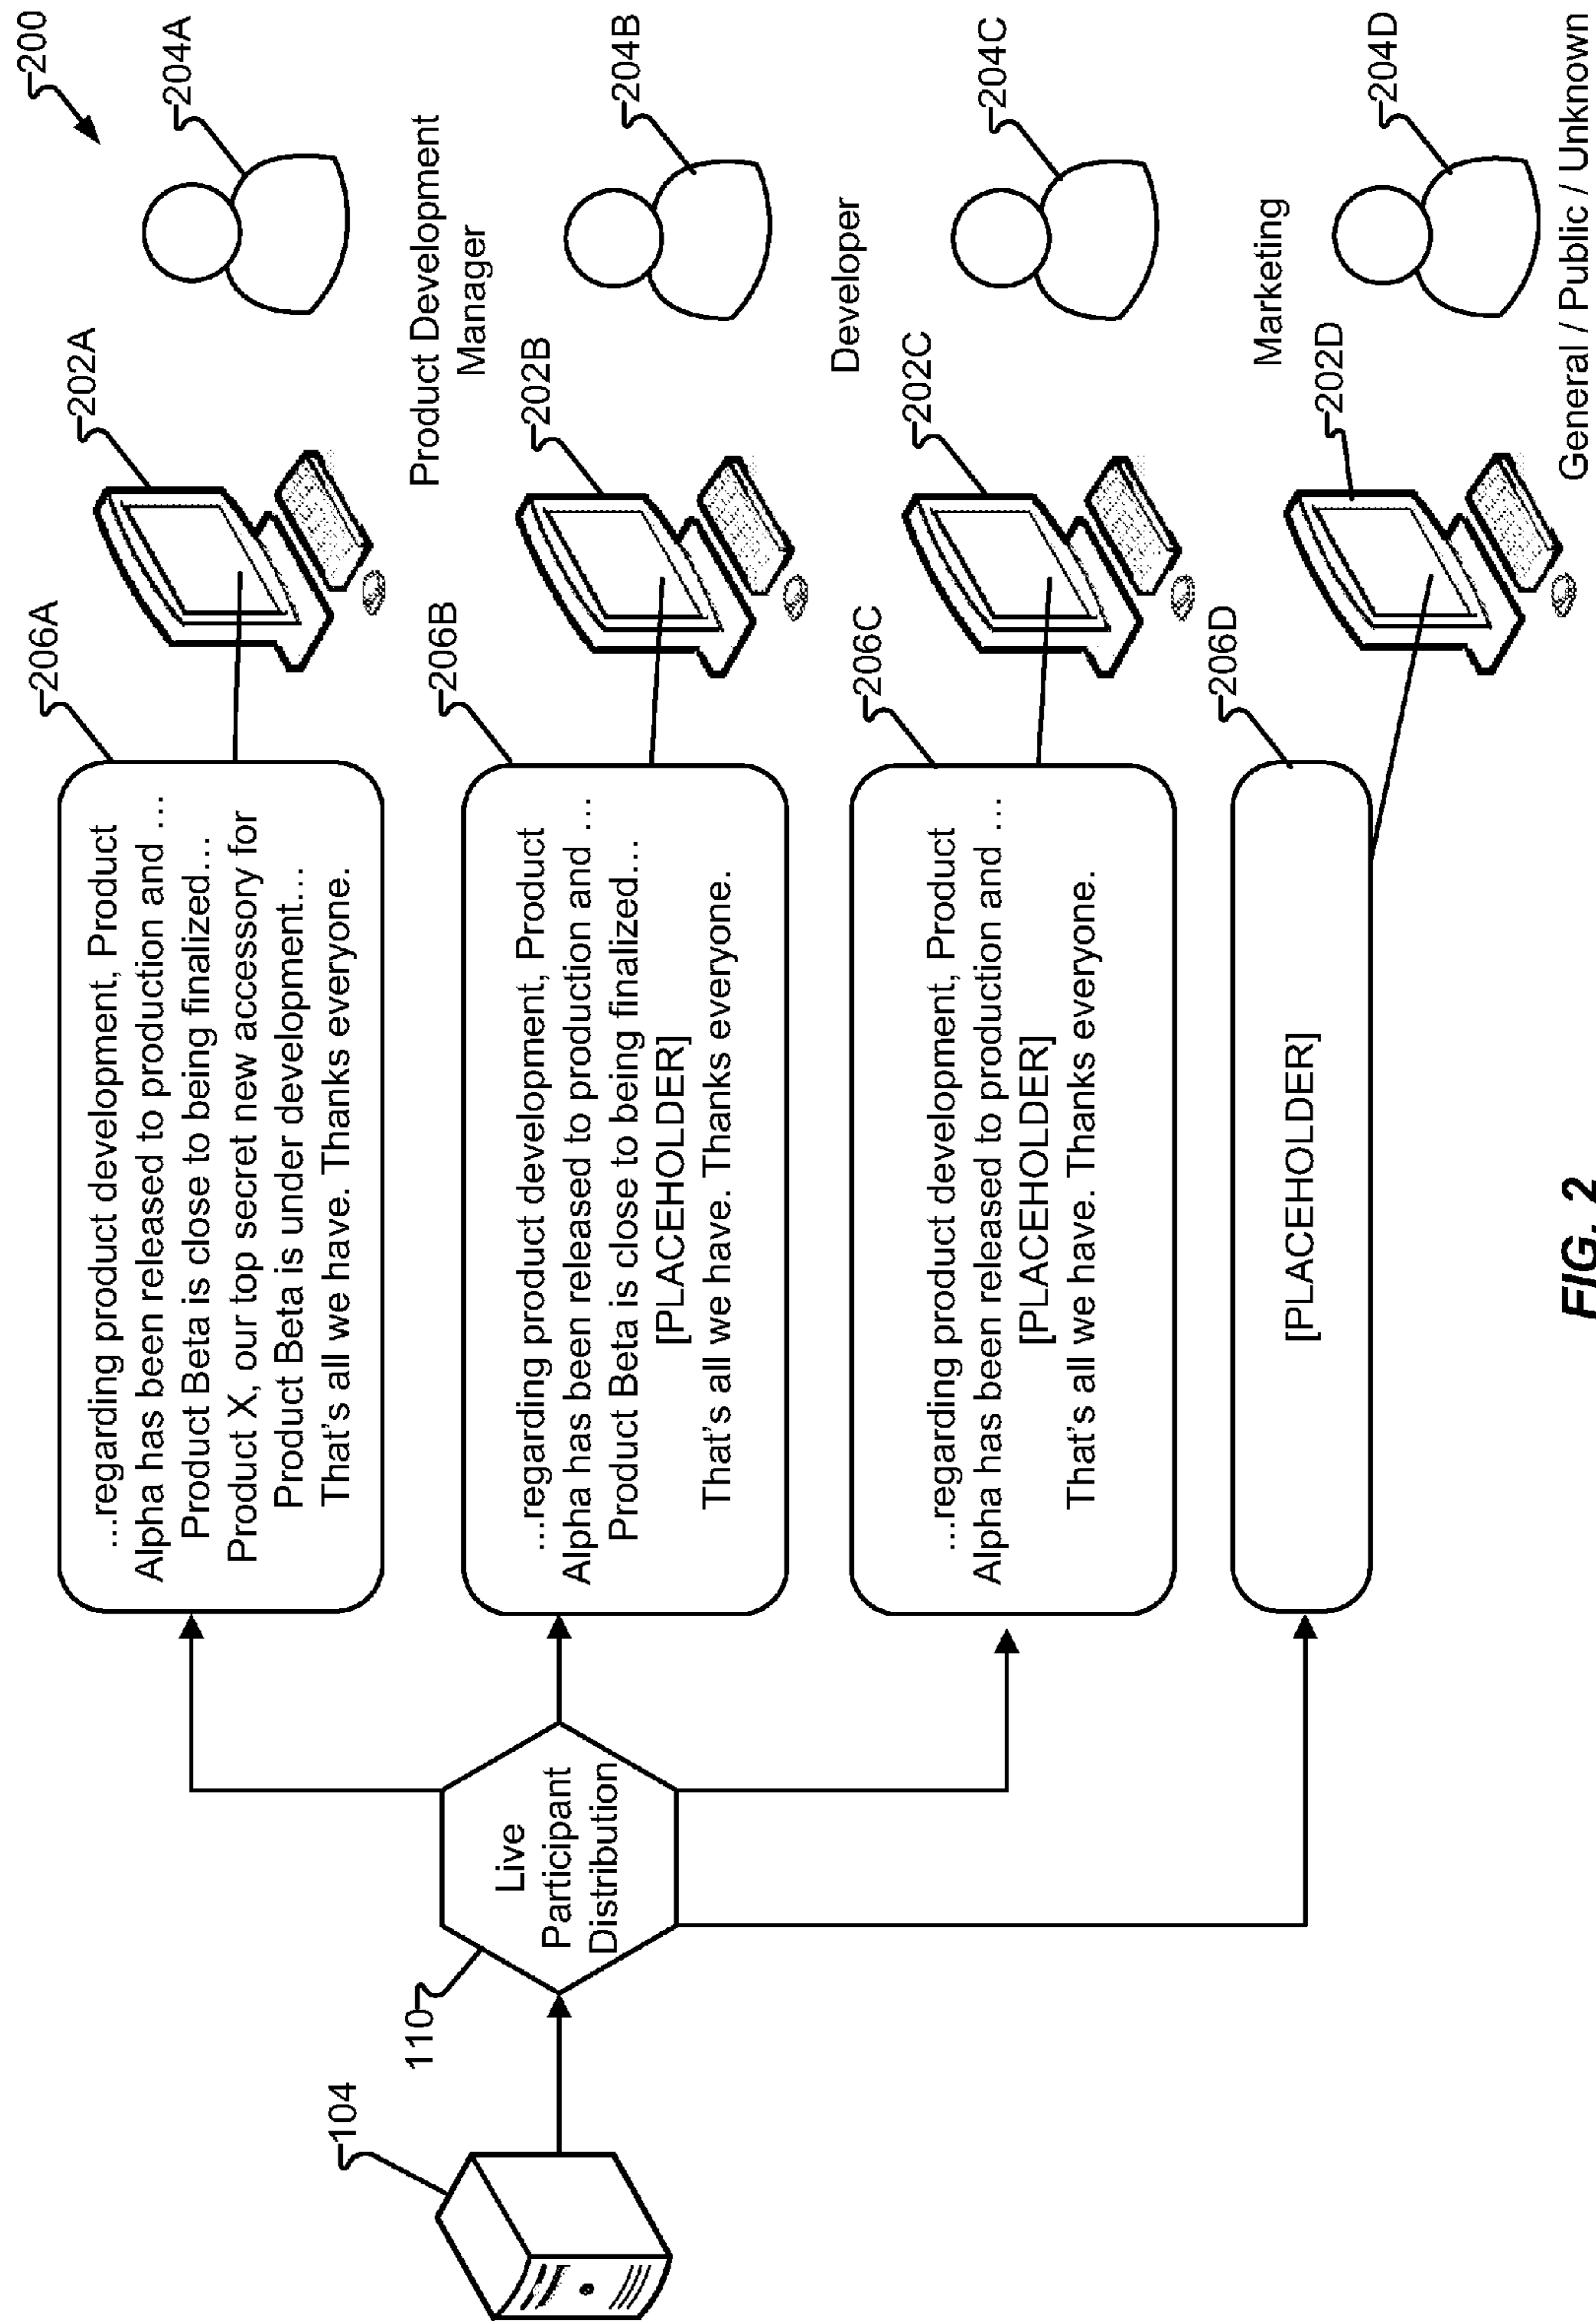 200
104
110
Live
Participant
Distribution
206A
...regarding product development, Product
Alpha has been released to production and ...
Product Beta is close to being finalized...
Product X, our top secret new accessory for
Product Beta is under development...
That's all we have. Thanks everyone.
202A
204A
Product Development
Manager
206B
...regarding product development, Product
Alpha has been released to production and ...
Product Beta is close to being finalized...
[PLACEHOLDER]
That's all we have. Thanks everyone.
202B
204B
Developer
206C
...regarding product development, Product
Alpha has been released to production and ...
[PLACEHOLDER]
That's all we have. Thanks everyone.
202C
204C
Marketing
206D
[PLACEHOLDER]
202D
204D
General / Public / Unknown
FIG. 2